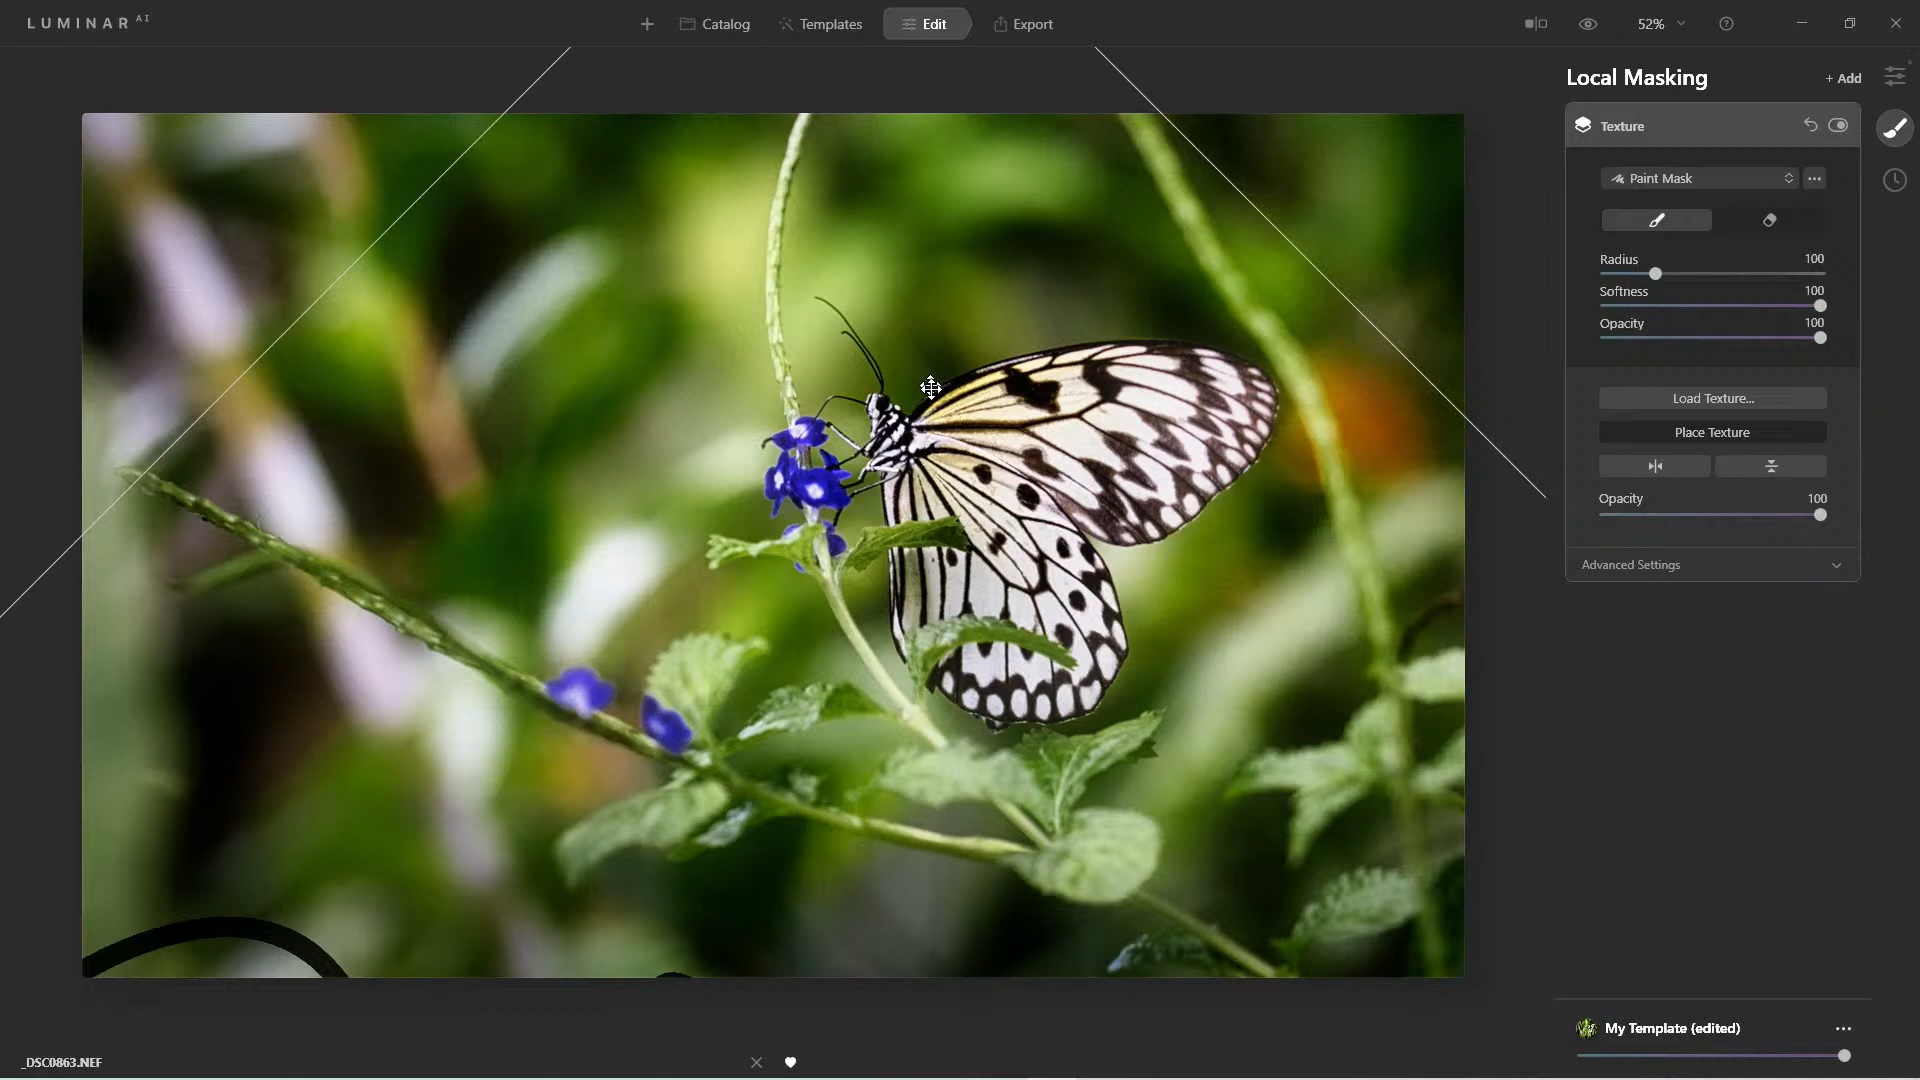 LUMINAR AI
Catalog
Templates
Edit
Export
52%
Local Masking
+ Add
Texture
Paint Mask
Radius 100
Softness 100
Opacity 100
Load Texture...
Place Texture
Opacity 100
Advanced Settings
My Template (edited)
_DSC0863.NEF